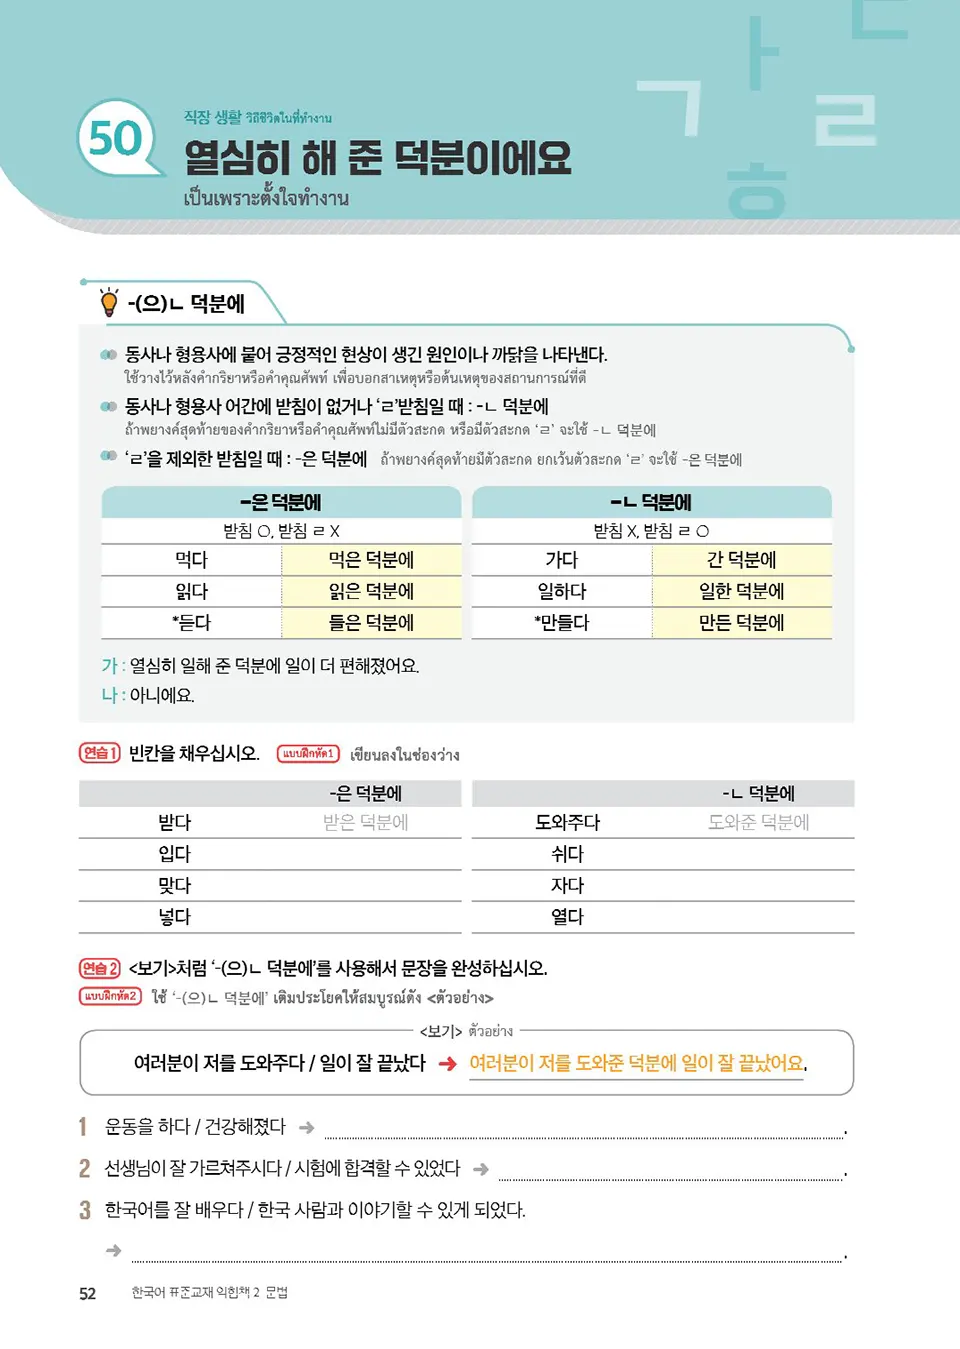 ㄱ ㅏ ㄴ ㄹ ㅎ
50
직장 생활 วิถีชีวิตในที่ทำงาน
열심히 해 준 덕분이에요
เป็นเพราะตั้งใจทำงาน
-(으)ㄴ 덕분에
동사나 형용사에 붙어 긍정적인 현상이 생긴 원인이나 까닭을 나타낸다.
ใช้วางไว้หลังคำกริยาหรือคำคุณศัพท์ เพื่อบอกสาเหตุหรือต้นเหตุของสถานการณ์ที่ดี
동사나 형용사 어간에 받침이 없거나 ‘ㄹ’받침일 때 : -ㄴ 덕분에
ถ้าพยางค์สุดท้ายของคำกริยาหรือคำคุณศัพท์ไม่มีตัวสะกด หรือมีตัวสะกด ‘ㄹ’ จะใช้ -ㄴ 덕분에
‘ㄹ’을 제외한 받침일 때 : -은 덕분에 ถ้าพยางค์สุดท้ายมีตัวสะกด ยกเว้นตัวสะกด ‘ㄹ’ จะใช้ -은 덕분에
-은 덕분에 -ㄴ 덕분에
받침 O, 받침 ㄹ X 받침 X, 받침 ㄹ O
먹다 먹은 덕분에 가다 간 덕분에
읽다 읽은 덕분에 일하다 일한 덕분에
*듣다 들은 덕분에 *만들다 만든 덕분에
가 : 열심히 일해 준 덕분에 일이 더 편해졌어요.
나 : 아니에요.
연습 1 빈칸을 채우십시오. แบบฝึกหัด1 เขียนลงในช่องว่าง
-은 덕분에 -ㄴ 덕분에
받다 받은 덕분에 도와주다 도와준 덕분에
입다 쉬다
맞다 자다
넣다 열다
연습 2 <보기>처럼 ‘-(으)ㄴ 덕분에’를 사용해서 문장을 완성하십시오.
แบบฝึกหัด2 ใช้ ‘-(으)ㄴ 덕분에’ เติมประโยคให้สมบูรณ์ดัง <ตัวอย่าง>
<보기> ตัวอย่าง
여러분이 저를 도와주다 / 일이 잘 끝났다 ➜ 여러분이 저를 도와준 덕분에 일이 잘 끝났어요.
1 운동을 하다 / 건강해졌다 ➜ .
2 선생님이 잘 가르쳐주시다 / 시험에 합격할 수 있었다 ➜ .
3 한국어를 잘 배우다 / 한국 사람과 이야기할 수 있게 되었다.
➜ .
52 한국어 표준교재 익힘책 2 문법